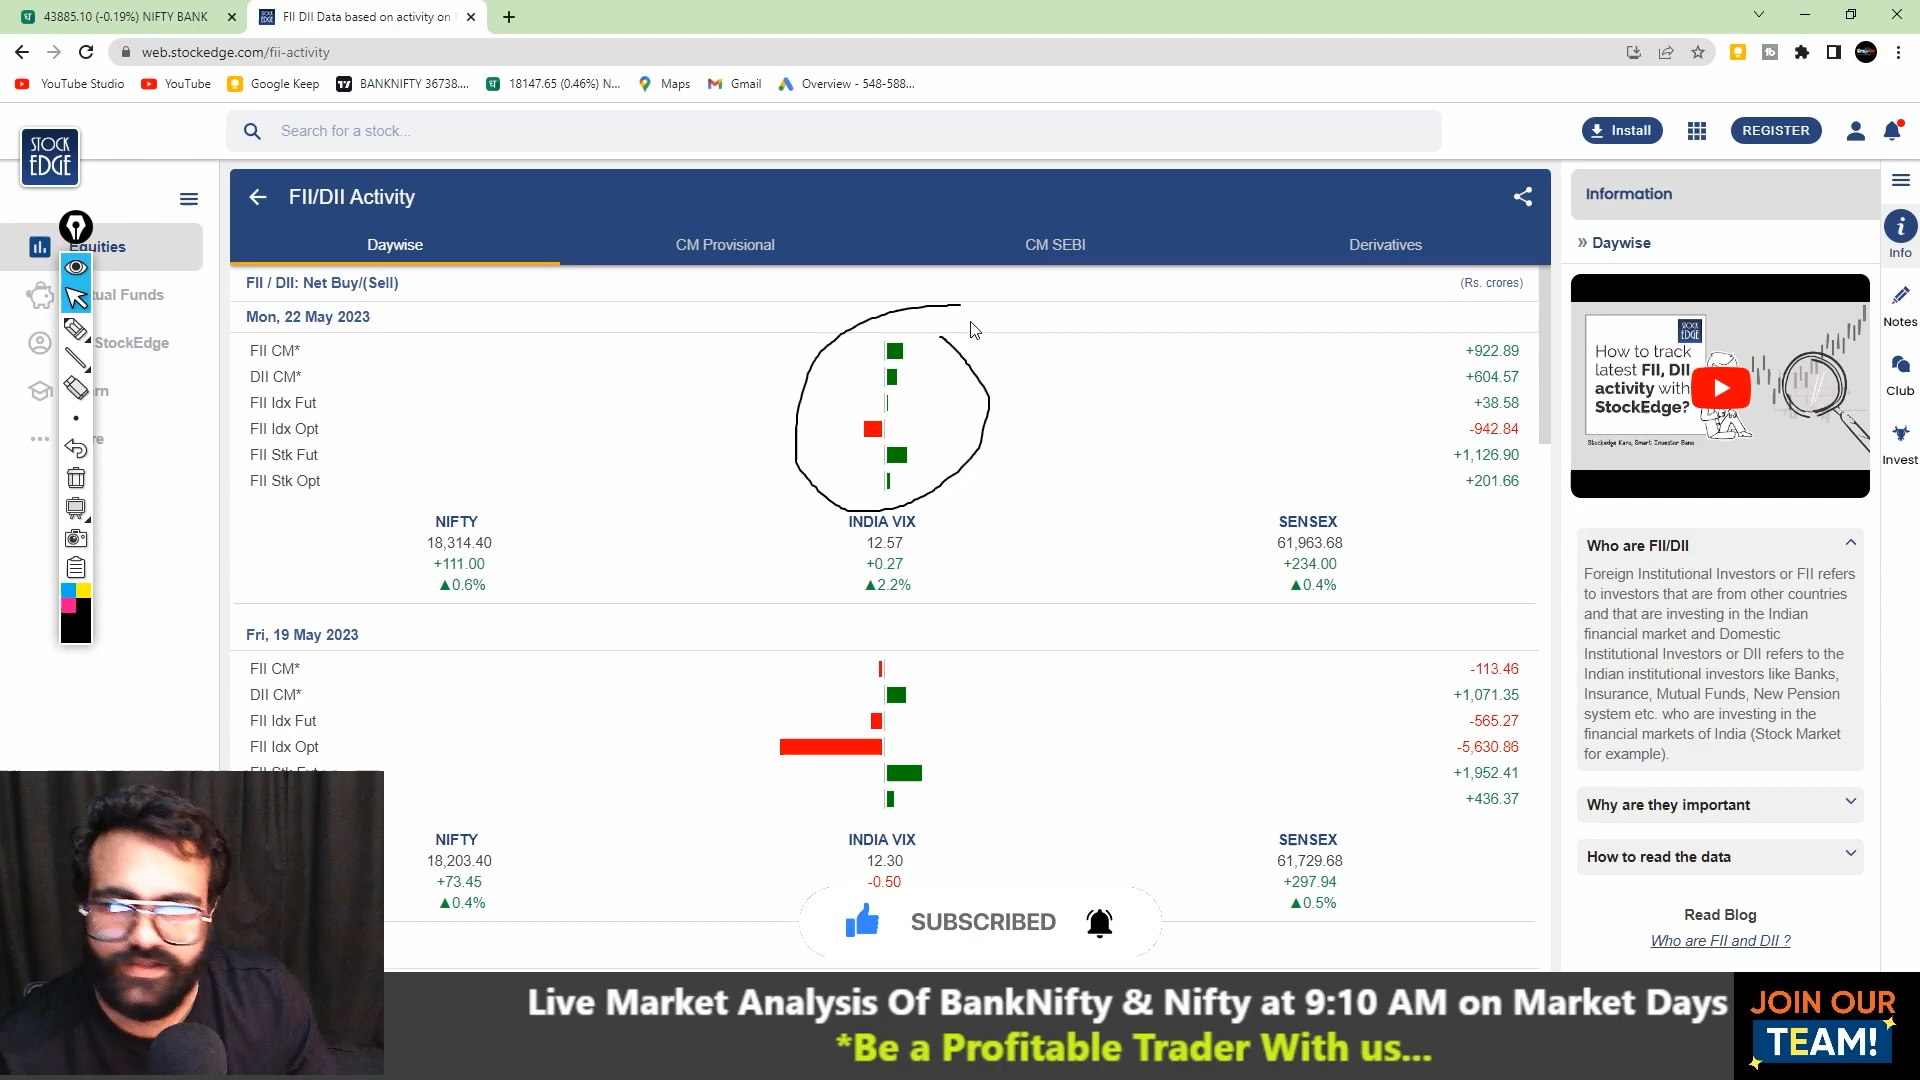 43885.10 (-0.19%) NIFTY BANK
FII DII Data based on activity on
web.stockedge.com/fii-activity
YouTube Studio
YouTube
Google Keep
BANKNIFTY 36738....
18147.65 (0.46%) N...
Maps
Gmail
Overview - 548-588...
STOCK
EDGE
Search for a stock...
Install
REGISTER
Equities
tual Funds
StockEdge
FII/DII Activity
Daywise
CM Provisional
CM SEBI
Derivatives
FII / DII: Net Buy/(Sell)
(Rs. crores)
Mon, 22 May 2023
FII CM* +922.89
DII CM* +604.57
FII Idx Fut +38.58
FII Idx Opt -942.84
FII Stk Fut +1,126.90
FII Stk Opt +201.66
NIFTY INDIA VIX SENSEX
18,314.40 12.57 61,963.68
+111.00 +0.27 +234.00
▲0.6% ▲2.2% ▲0.4%
Fri, 19 May 2023
FII CM* -113.46
DII CM* +1,071.35
FII Idx Fut -565.27
FII Idx Opt -5,630.86
+1,952.41
+436.37
NIFTY INDIA VIX SENSEX
18,203.40 12.30 61,729.68
+73.45 -0.50 +297.94
▲0.4% ▲0.5%
SUBSCRIBED
Information
» Daywise
STOCK
EDGE
How to track
latest FII, DII
activity with
StockEdge?
Stockedge Karo, Smart Investor Bano
Who are FII/DII
Foreign Institutional Investors or FII refers
to investors that are from other countries
and that are investing in the Indian
financial market and Domestic
Institutional Investors or DII refers to the
Indian institutional investors like Banks,
Insurance, Mutual Funds, New Pension
system etc. who are investing in the
financial markets of India (Stock Market
for example).
Why are they important
How to read the data
Read Blog
Who are FII and DII ?
Info
Notes
Club
Invest
Live Market Analysis Of BankNifty & Nifty at 9:10 AM on Market Days
*Be a Profitable Trader With us...
JOIN OUR
TEAM!